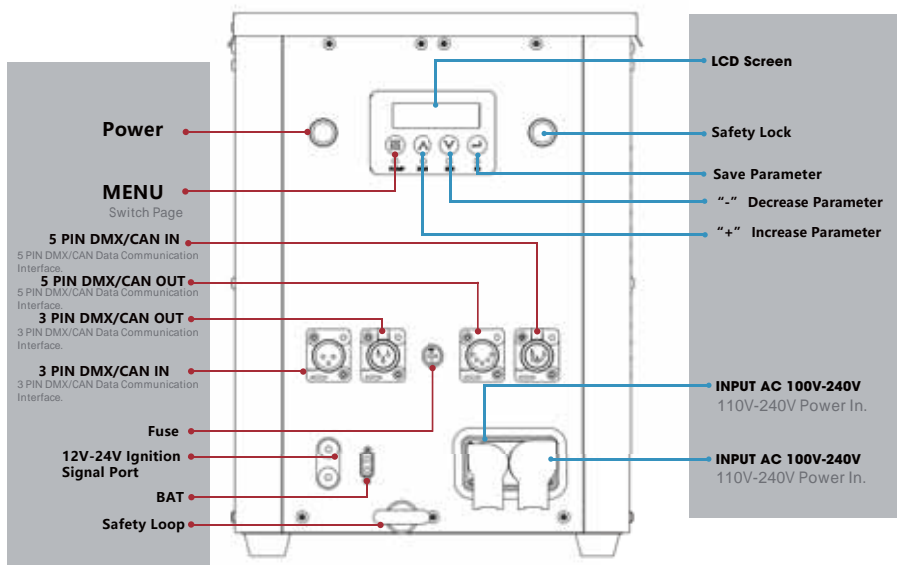 Power
MENU
Switch Page
5 PIN DMX/CAN IN
5 PIN DMX/CAN Data Communication
Interface.
5 PIN DMX/CAN OUT
5 PIN DMX/CAN Data Communication
Interface.
3 PIN DMX/CAN OUT
3 PIN DMX/CAN Data Communication
Interface.
3 PIN DMX/CAN IN
3 PIN DMX/CAN Data Communication
Interface.
Fuse
12V-24V Ignition
Signal Port
BAT
Safety Loop
LCD Screen
Safety Lock
Save Parameter
“-” Decrease Parameter
“+” Increase Parameter
INPUT AC 100V-240V
110V-240V Power In.
INPUT AC 100V-240V
110V-240V Power In.